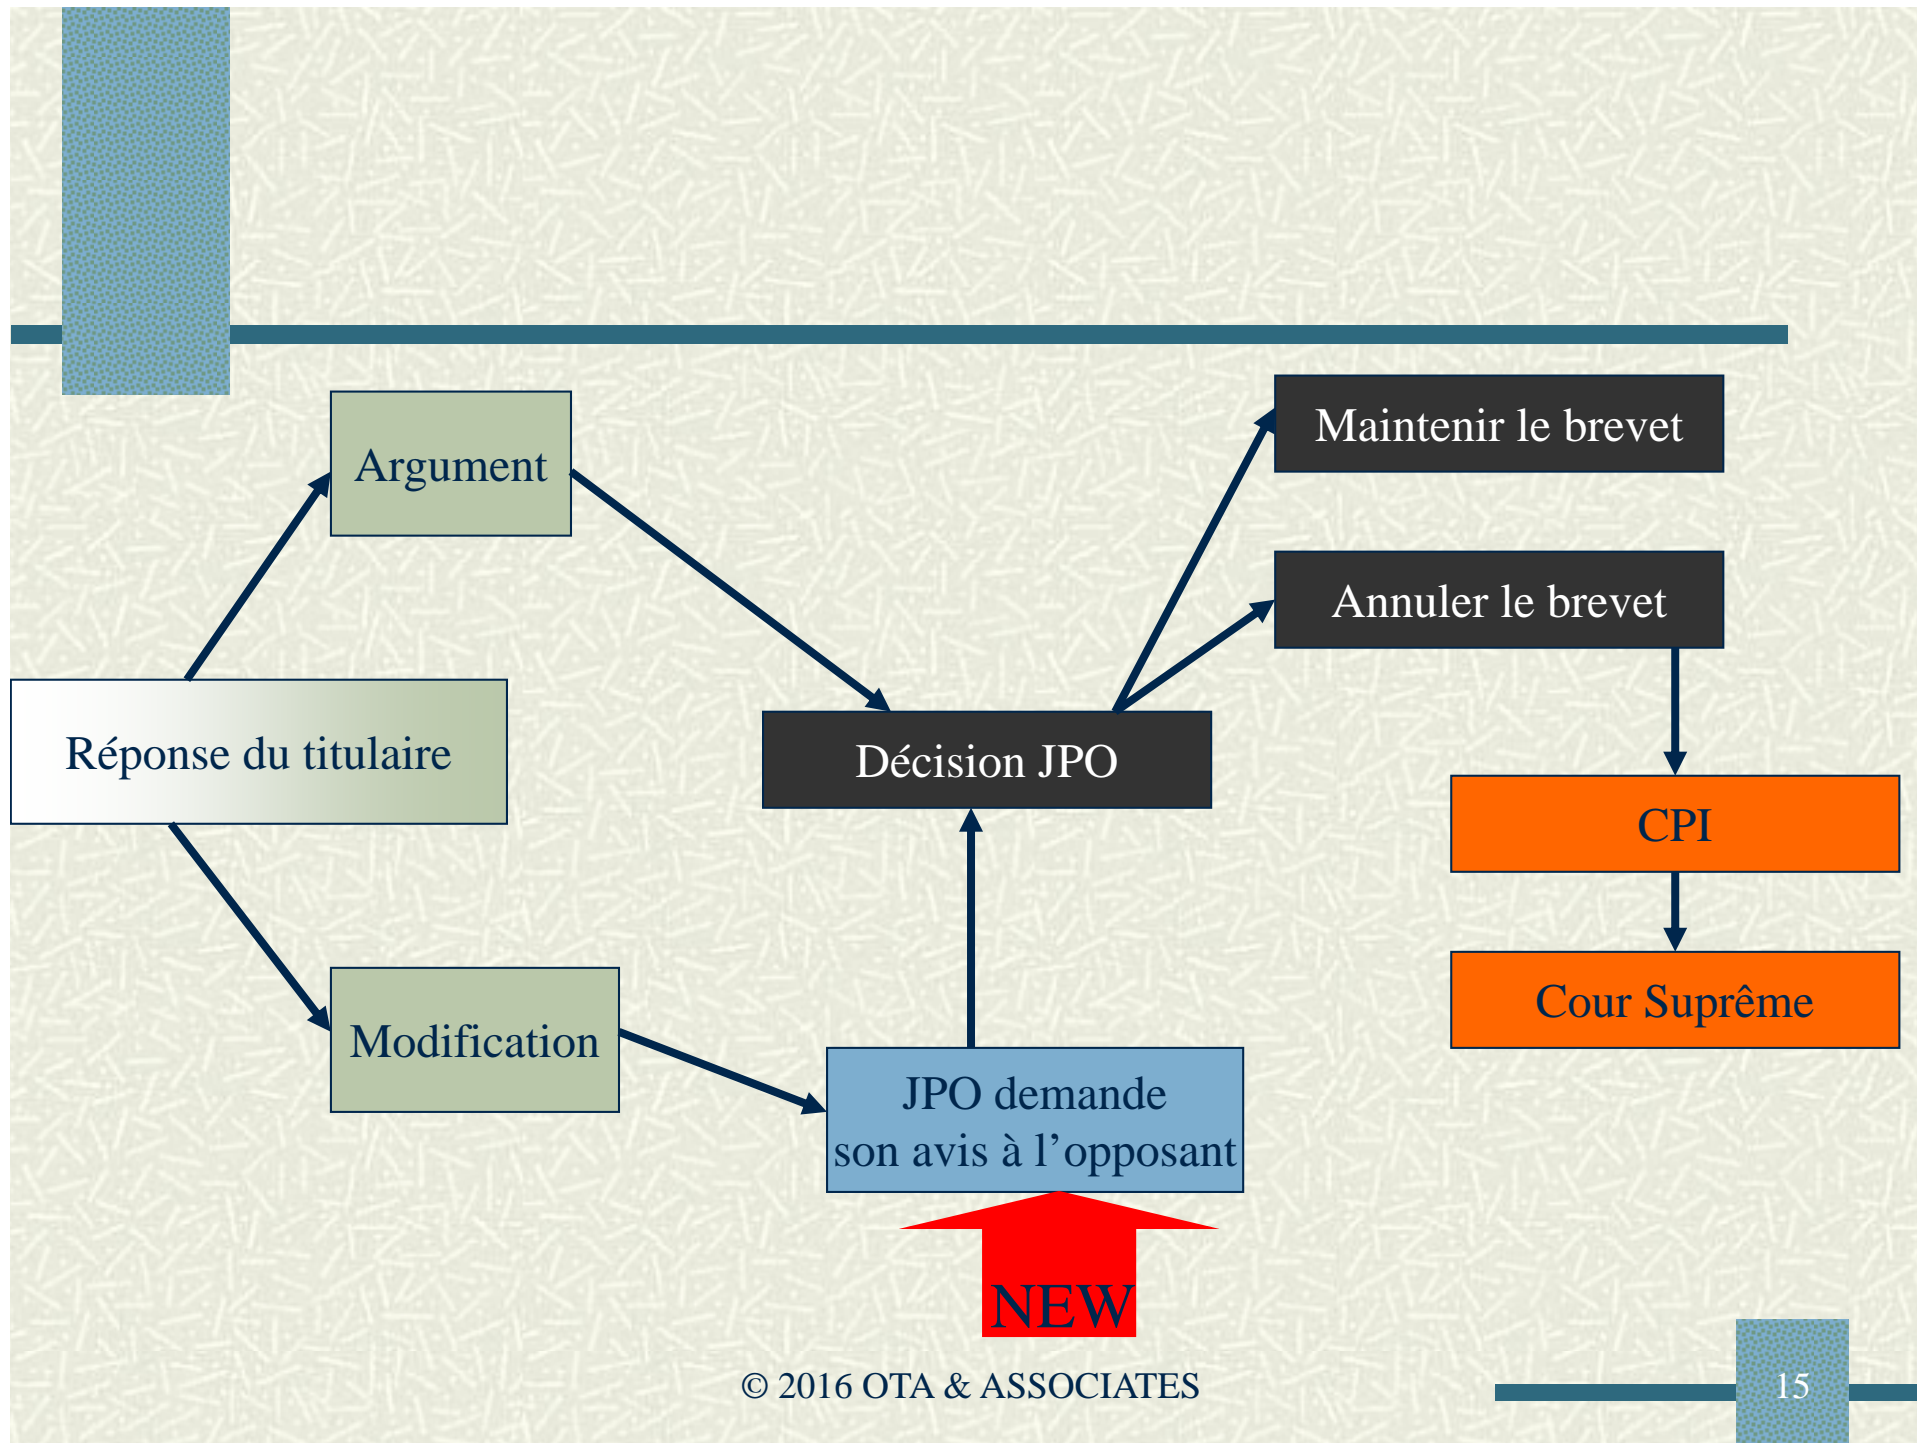 Maintenir le brevet
Argument
Annuler le brevet
Réponse du titulaire
Décision JPO
CPI
Cour Suprême
Modification
JPO demande
son avis à l’opposant
NEW
© 2016 OTA & ASSOCIATES
15